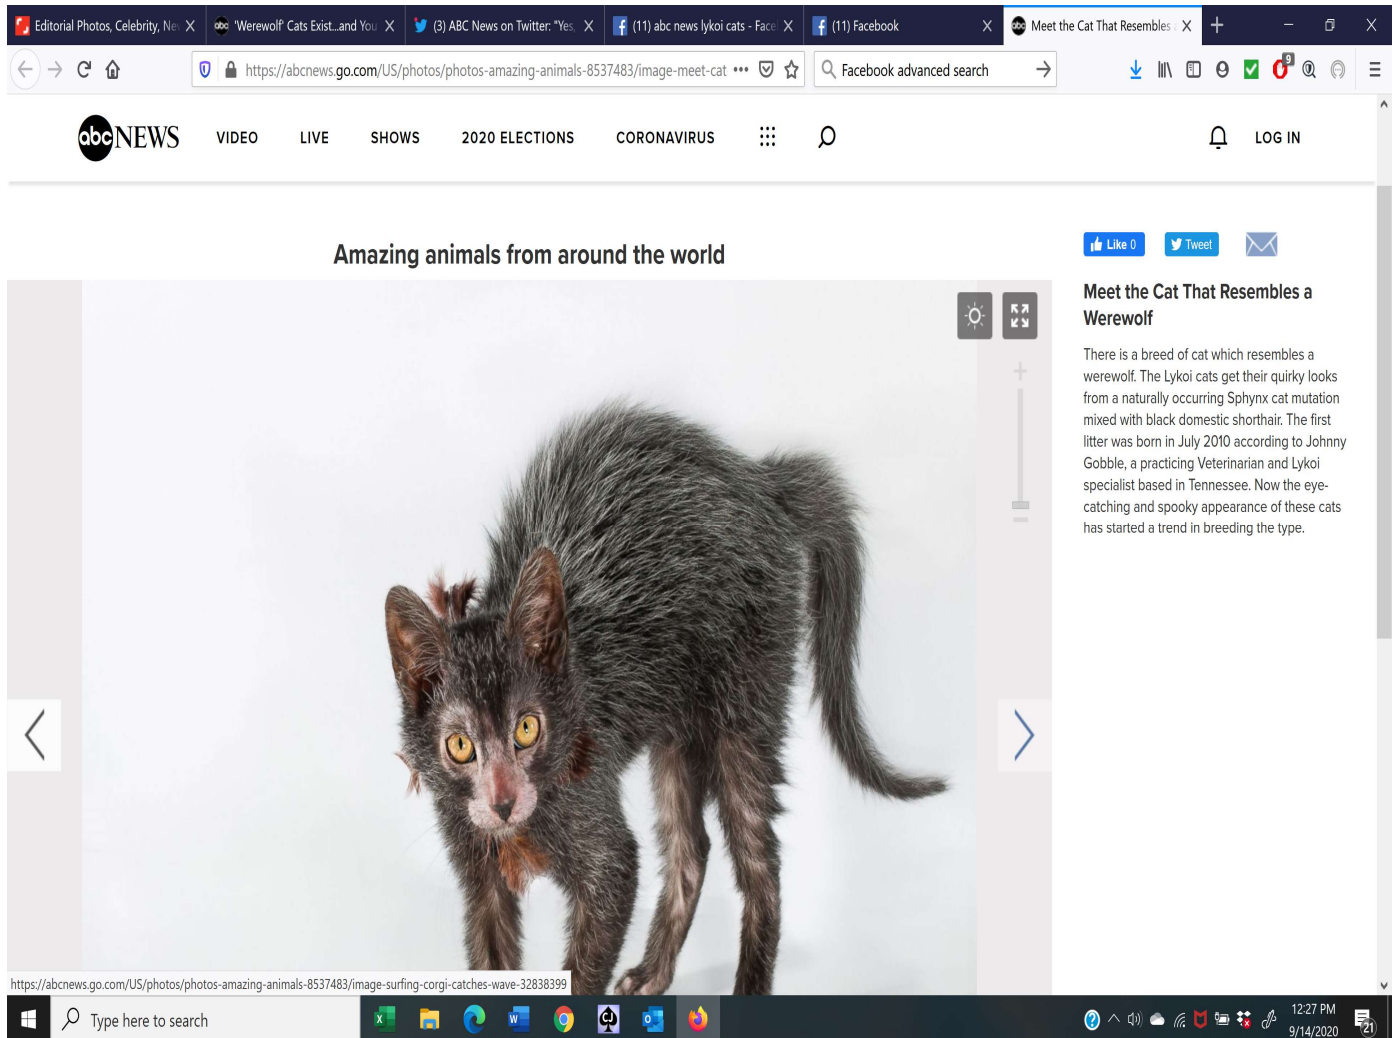 Editorial Photos, Celebrity, Ne
'Werewolf' Cats Exist...and You
(3) ABC News on Twitter: "Yes,
(11) abc news lykoi cats - Face
(11) Facebook
Meet the Cat That Resembles a
https://abcnews.go.com/US/photos/photos-amazing-animals-8537483/image-meet-cat
Facebook advanced search
9
abc NEWS
VIDEO
LIVE
SHOWS
2020 ELECTIONS
CORONAVIRUS
LOG IN
Amazing animals from around the world
Like 0
Tweet
Meet the Cat That Resembles a
Werewolf
There is a breed of cat which resembles a
werewolf. The Lykoi cats get their quirky looks
from a naturally occurring Sphynx cat mutation
mixed with black domestic shorthair. The first
litter was born in July 2010 according to Johnny
Gobble, a practicing Veterinarian and Lykoi
specialist based in Tennessee. Now the eye-
catching and spooky appearance of these cats
has started a trend in breeding the type.
https://abcnews.go.com/US/photos/photos-amazing-animals-8537483/image-surfing-corgi-catches-wave-32838399
Type here to search
12:27 PM
9/14/2020
21